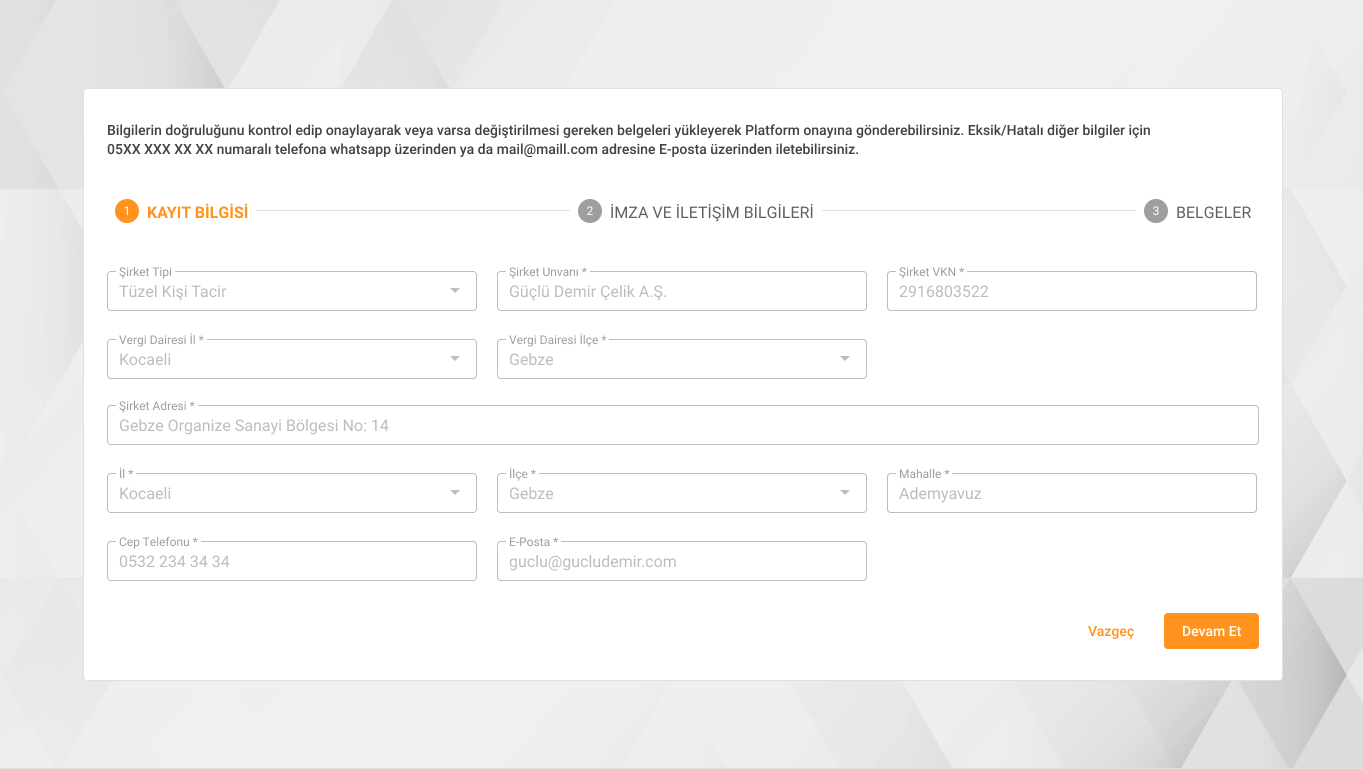 Bilgilerin doğruluğunu kontrol edip onaylayarak veya varsa değiştirilmesi gereken belgeleri yükleyerek Platform onayına gönderebilirsiniz. Eksik/Hatalı diğer bilgiler için
05XX XXX XX XX numaralı telefona whatsapp üzerinden ya da mail@maill.com adresine E-posta üzerinden iletebilirsiniz.
1 KAYIT BİLGİSİ 2 İMZA VE İLETİŞİM BİLGİLERİ 3 BELGELER
Şirket Tipi Şirket Unvanı * Şirket VKN *
Tüzel Kişi Tacir Güçlü Demir Çelik A.Ş. 2916803522
Vergi Dairesi İl * Vergi Dairesi İlçe *
Kocaeli Gebze
Şirket Adresi *
Gebze Organize Sanayi Bölgesi No: 14
İl * İlçe * Mahalle *
Kocaeli Gebze Ademyavuz
Cep Telefonu * E-Posta *
0532 234 34 34 guclu@gucludemir.com
Vazgeç Devam Et